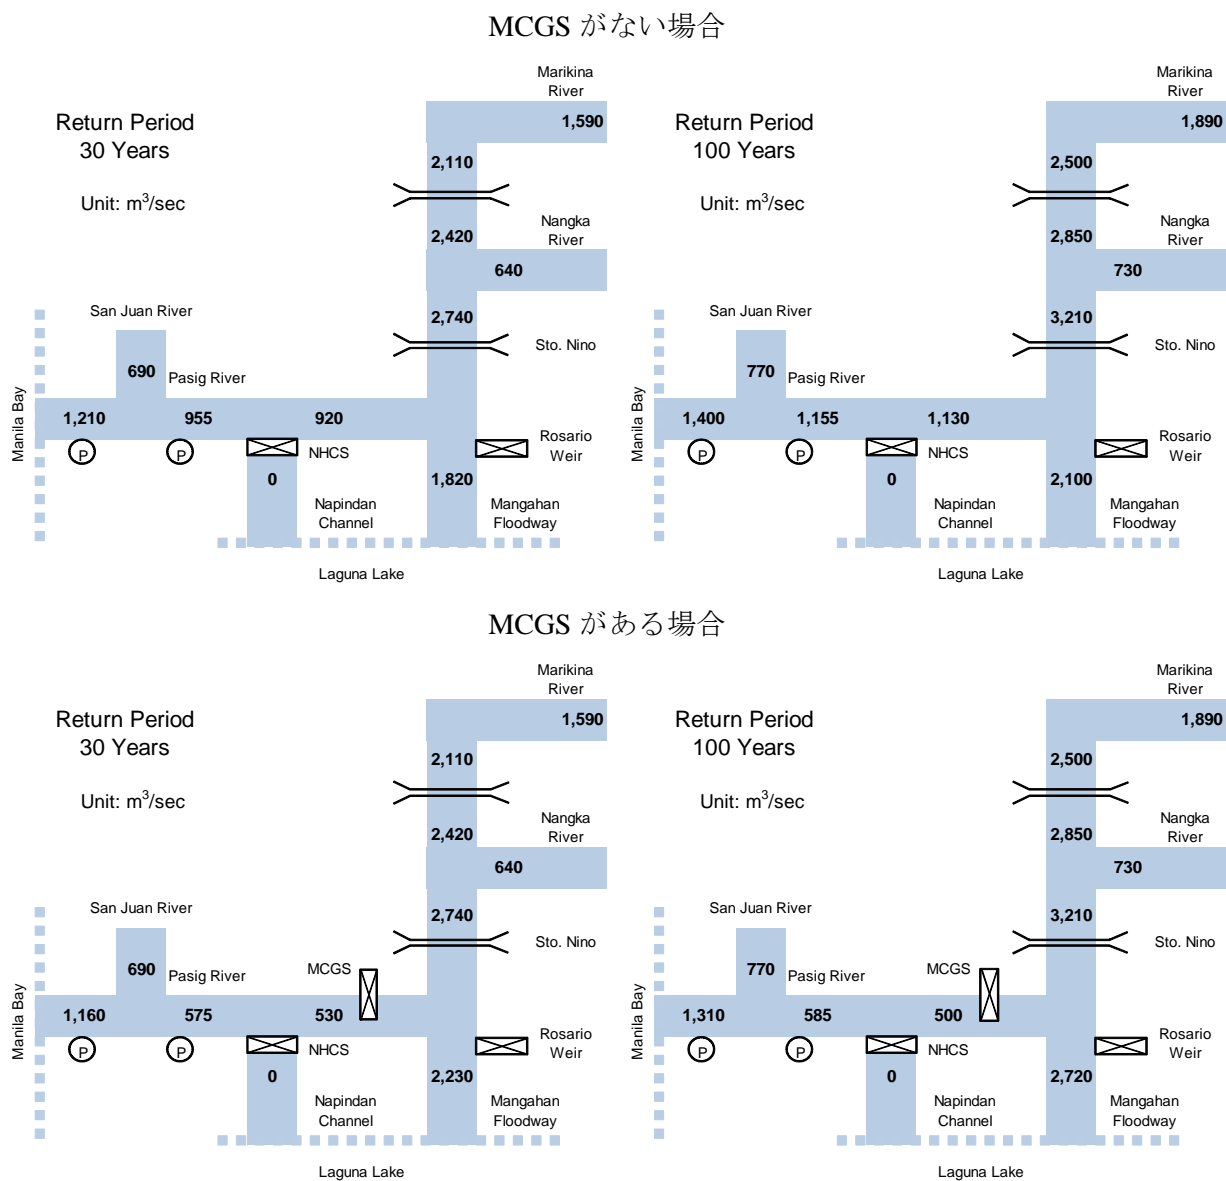 MCGS がない場合
Marikina
River
1,590
Return Period
30 Years
2,110
Unit: m³/sec
Nangka
River
2,420
640
San Juan River
2,740
Sto. Nino
690
Pasig River
Manila Bay
1,210
955
920
P
P
NHCS
Rosario
Weir
0
1,820
Napindan
Channel
Mangahan
Floodway
Laguna Lake
Marikina
River
1,890
Return Period
100 Years
2,500
Unit: m³/sec
Nangka
River
2,850
730
San Juan River
3,210
Sto. Nino
770
Pasig River
Manila Bay
1,400
1,155
1,130
P
P
NHCS
Rosario
Weir
0
2,100
Napindan
Channel
Mangahan
Floodway
Laguna Lake
MCGS がある場合
Marikina
River
1,590
Return Period
30 Years
2,110
Unit: m³/sec
Nangka
River
2,420
640
San Juan River
2,740
Sto. Nino
690
Pasig River
MCGS
Manila Bay
1,160
575
530
P
P
NHCS
Rosario
Weir
0
2,230
Napindan
Channel
Mangahan
Floodway
Laguna Lake
Marikina
River
1,890
Return Period
100 Years
2,500
Unit: m³/sec
Nangka
River
2,850
730
San Juan River
3,210
Sto. Nino
770
Pasig River
MCGS
Manila Bay
1,310
585
500
P
P
NHCS
Rosario
Weir
0
2,720
Napindan
Channel
Mangahan
Floodway
Laguna Lake